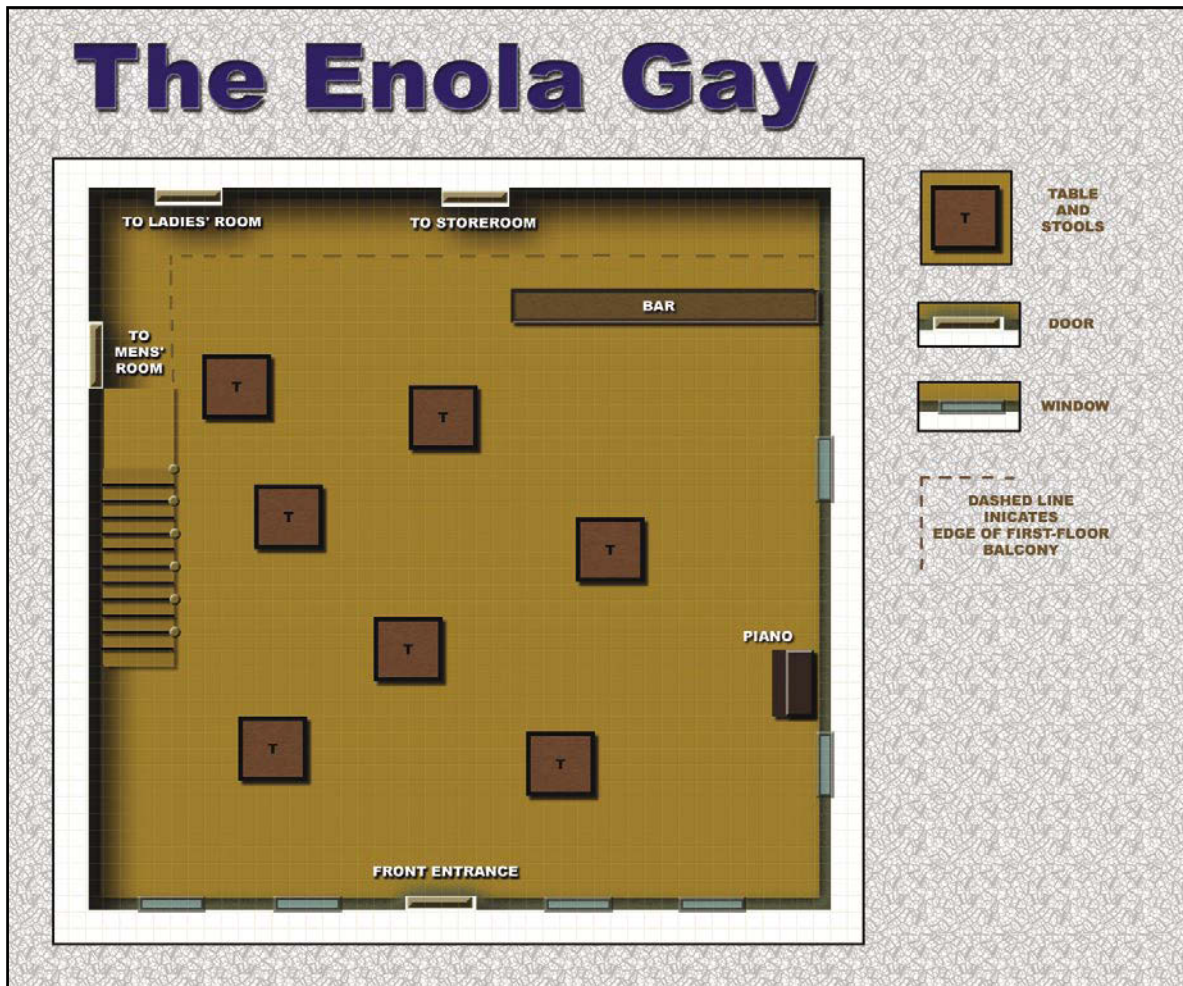 The Enola Gay
TO LADIES' ROOM
TO STOREROOM
BAR
TO
MENS'
ROOM
T
T
T
T
T
PIANO
T
T
FRONT ENTRANCE
T
TABLE
AND
STOOLS
DOOR
WINDOW
DASHED LINE
INICATES
EDGE OF FIRST-FLOOR
BALCONY